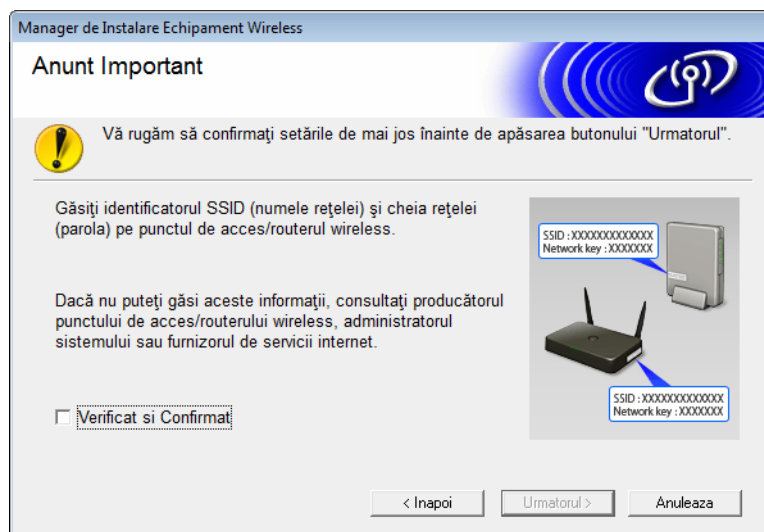 Manager de Instalare Echipament Wireless
Anunt Important
Vă rugăm să confirmaţi setările de mai jos înainte de apăsarea butonului "Urmatorul".
Găsiţi identificatorul SSID (numele reţelei) şi cheia reţelei
(parola) pe punctul de acces/routerul wireless.
SSID : XXXXXXXXXXXXX
Network key : XXXXXXX
Dacă nu puteţi găsi aceste informaţii, consultaţi producătorul
punctului de acces/routerului wireless, administratorul
sistemului sau furnizorul de servicii internet.
SSID : XXXXXXXXXXXXX
Network key : XXXXXXX
Verificat si Confirmat
< Inapoi
Urmatorul >
Anuleaza